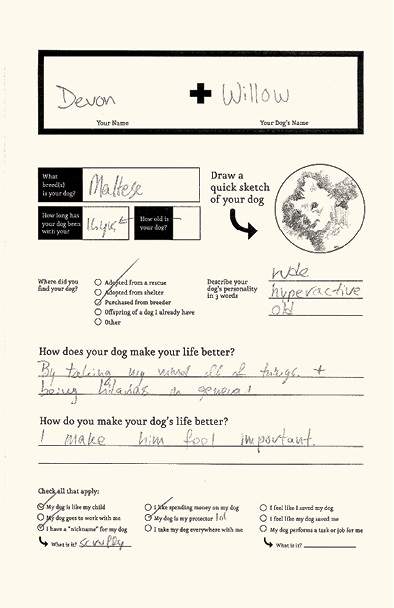 Devon + Willow
Your Name Your Dog's Name
What breed(s) is your dog? Maltese
Draw a quick sketch of your dog
How long has your dog been with you? 16 yrs
How old is your dog?
Where did you find your dog?
Adopted from a rescue
Adopted from shelter
Purchased from breeder
Offspring of a dog I already have
Other
Describe your dog's personality in 3 words
rude
hyperactive
old
How does your dog make your life better?
By taking my mind off of things +
being hilarious in general
How do you make your dog's life better?
I make him feel important.
Check all that apply:
My dog is like my child
My dog goes to work with me
I have a "nickname" for my dog
What is it? scruffy
I like spending money on my dog
My dog is my protector lol
I take my dog everywhere with me
I feel like I saved my dog
I feel like my dog saved me
My dog performs a task or job for me
What is it?